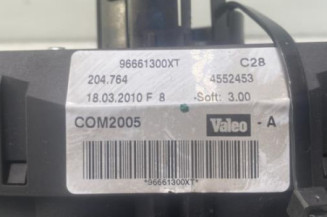 96661300XT C28
204.764 4552453
18.03.2010 F 8 -Soft: 3.00
COM2005 Valeo -A
*96661300XT*